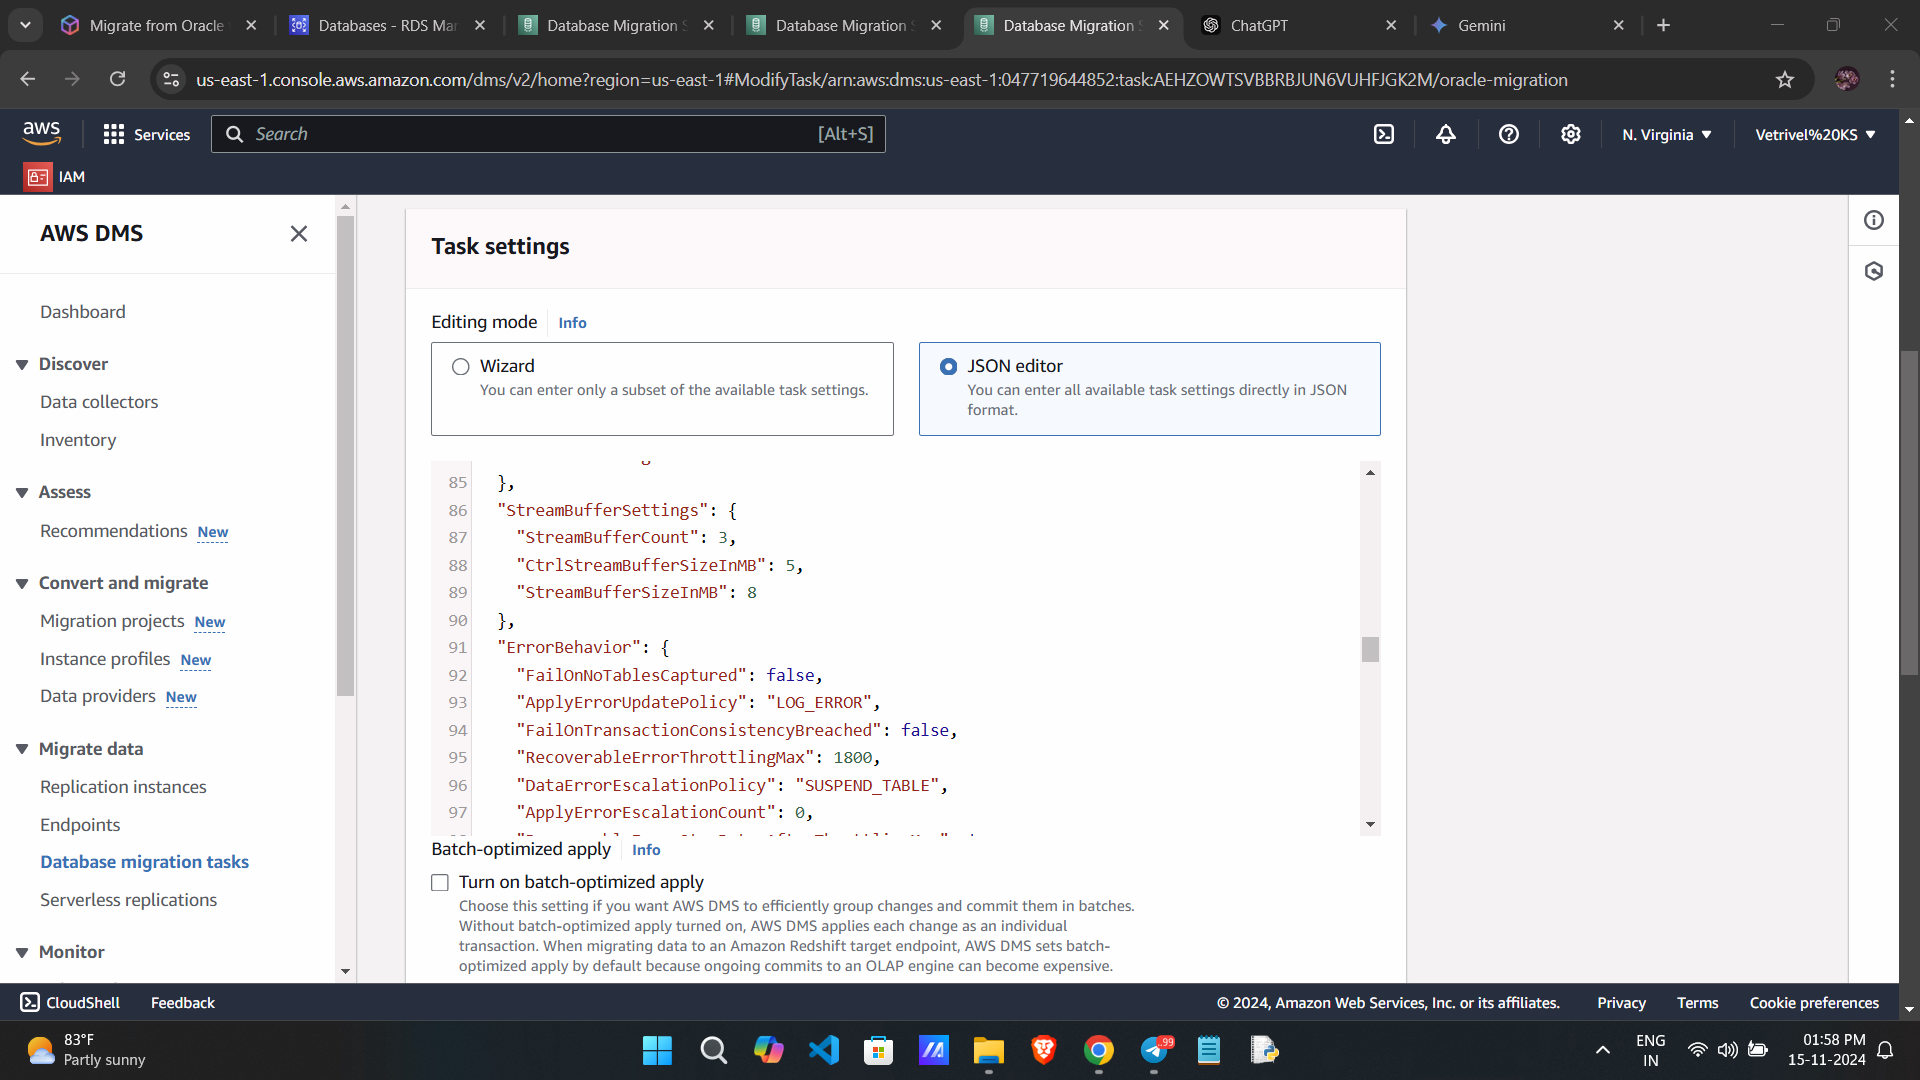 Migrate from Oracle
Databases - RDS Ma
Database Migration S
Database Migration S
Database Migration S
ChatGPT
Gemini
us-east-1.console.aws.amazon.com/dms/v2/home?region=us-east-1#ModifyTask/arn:aws:dms:us-east-1:047719644852:task:AEHZOWTSVBBRBJUN6VUHFJGK2M/oracle-migration
aws
Services
Search
[Alt+S]
N. Virginia
Vetrivel%20KS
IAM
AWS DMS
Dashboard
Discover
Data collectors
Inventory
Assess
Recommendations New
Convert and migrate
Migration projects New
Instance profiles New
Data providers New
Migrate data
Replication instances
Endpoints
Database migration tasks
Serverless replications
Monitor
Task settings
Editing mode
Info
Wizard
You can enter only a subset of the available task settings.
JSON editor
You can enter all available task settings directly in JSON
format.
85 },
86 "StreamBufferSettings": {
87 "StreamBufferCount": 3,
88 "CtrlStreamBufferSizeInMB": 5,
89 "StreamBufferSizeInMB": 8
90 },
91 "ErrorBehavior": {
92 "FailOnNoTablesCaptured": false,
93 "ApplyErrorUpdatePolicy": "LOG_ERROR",
94 "FailOnTransactionConsistencyBreached": false,
95 "RecoverableErrorThrottlingMax": 1800,
96 "DataErrorEscalationPolicy": "SUSPEND_TABLE",
97 "ApplyErrorEscalationCount": 0,
Batch-optimized apply
Info
Turn on batch-optimized apply
Choose this setting if you want AWS DMS to efficiently group changes and commit them in batches.
Without batch-optimized apply turned on, AWS DMS applies each change as an individual
transaction. When migrating data to an Amazon Redshift target endpoint, AWS DMS sets batch-
optimized apply by default because ongoing commits to an OLAP engine can become expensive.
CloudShell
Feedback
© 2024, Amazon Web Services, Inc. or its affiliates.
Privacy
Terms
Cookie preferences
83°F
Partly sunny
99
ENG
IN
01:58 PM
15-11-2024